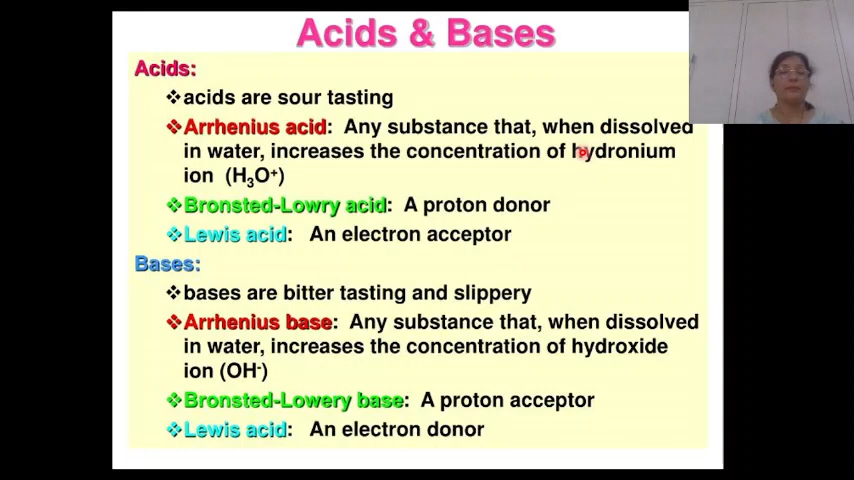 Acids & Bases
Acids:
❖acids are sour tasting
❖Arrhenius acid: Any substance that, when dissolved
in water, increases the concentration of hydronium
ion (H₃O⁺)
❖Bronsted-Lowry acid: A proton donor
❖Lewis acid: An electron acceptor
Bases:
❖bases are bitter tasting and slippery
❖Arrhenius base: Any substance that, when dissolved
in water, increases the concentration of hydroxide
ion (OH⁻)
❖Bronsted-Lowery base: A proton acceptor
❖Lewis acid: An electron donor